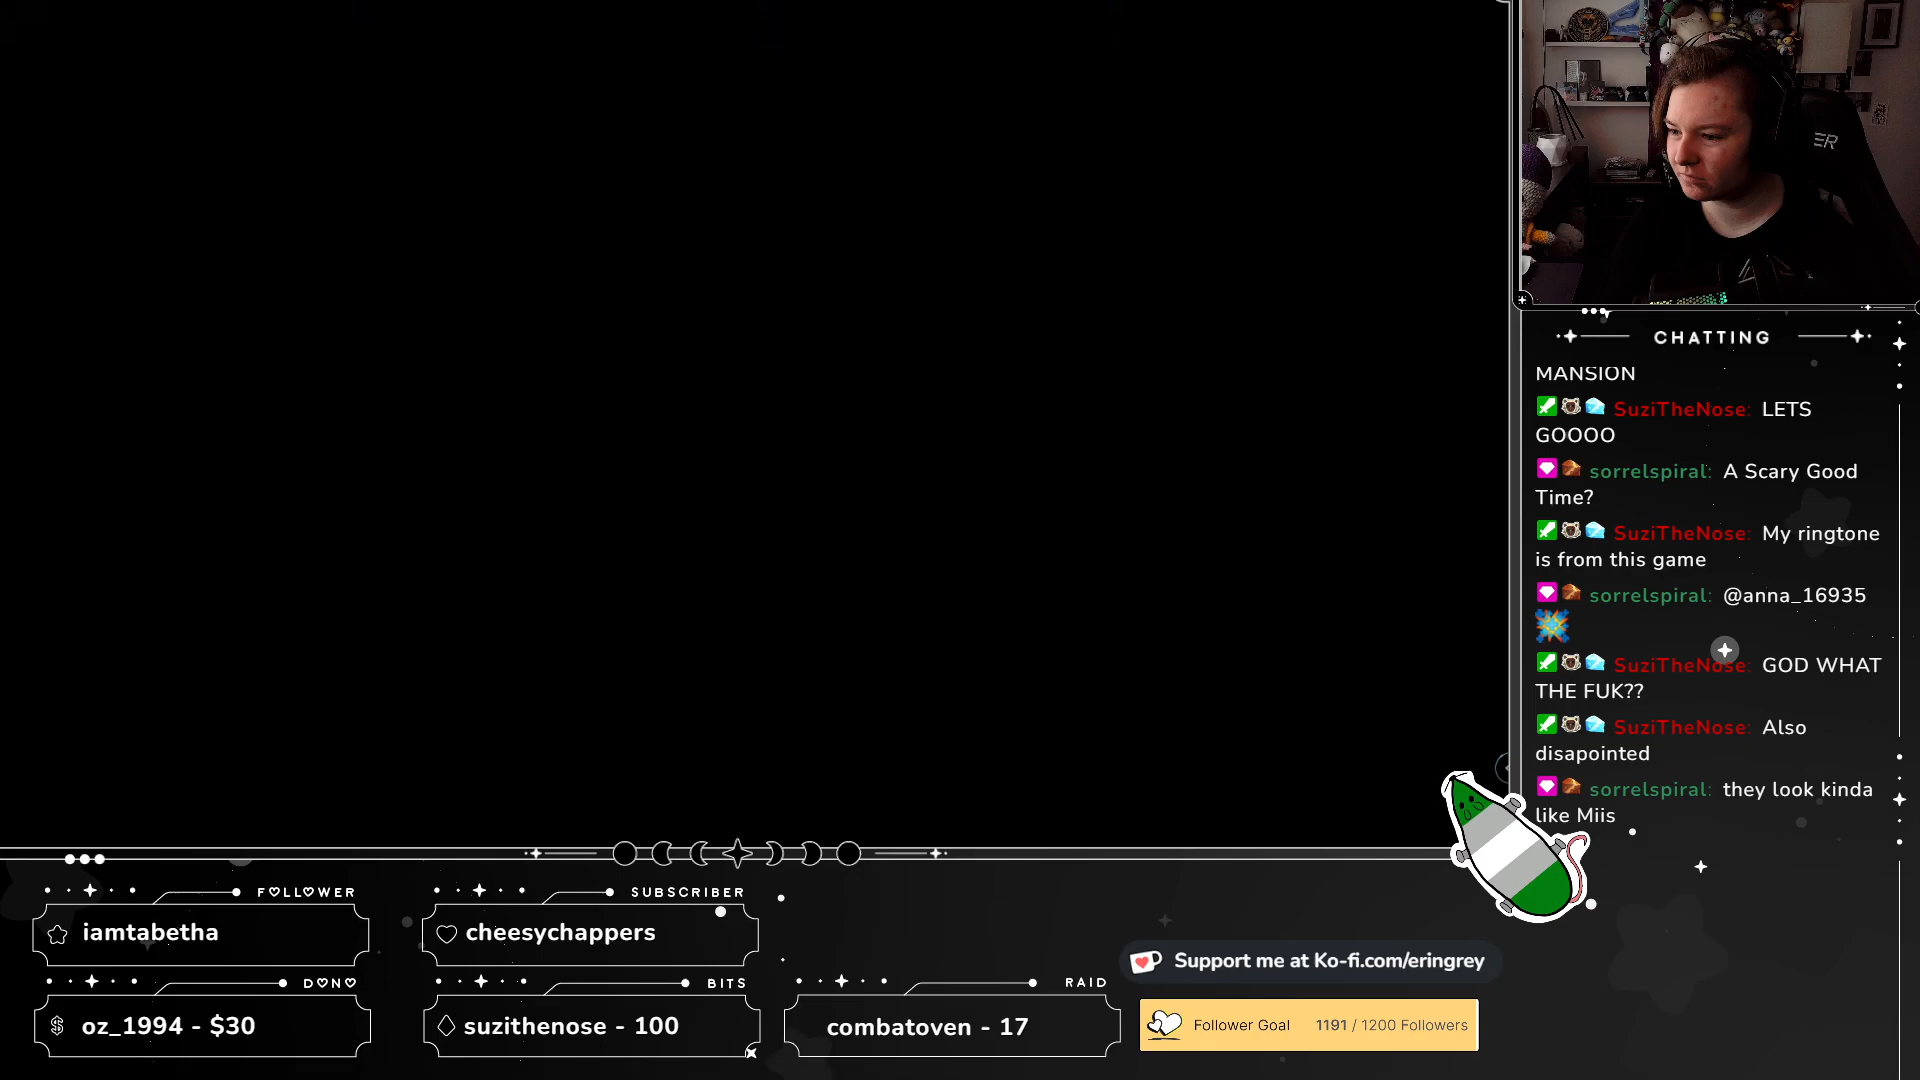 ER
CHATTING
MANSION
SuziTheNose: LETS
GOOOO
sorrelspiral: A Scary Good
Time?
SuziTheNose: My ringtone
is from this game
sorrelspiral: @anna_16935
SuziTheNose: GOD WHAT
THE FUK??
SuziTheNose: Also
disapointed
sorrelspiral: they look kinda
like Miis
FOLLOWER
iamtabetha
SUBSCRIBER
cheesychappers
DONO
$ oz_1994 - $30
BITS
suzithenose - 100
RAID
combatoven - 17
Support me at Ko-fi.com/eringrey
Follower Goal 1191 / 1200 Followers